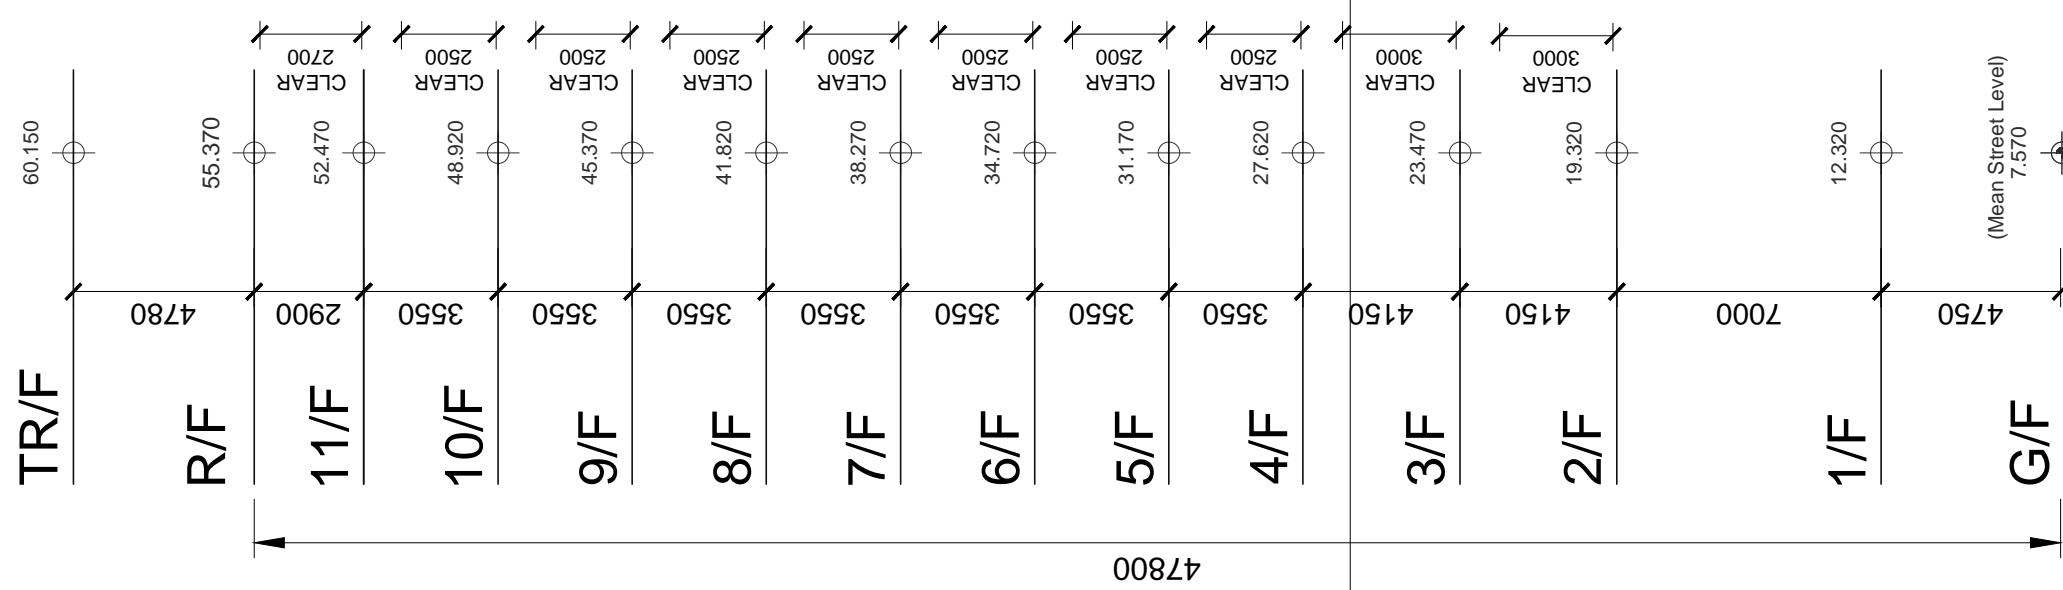 TR/F
60.150
4780
R/F
55.370
2700
CLEAR
2900
11/F
52.470
2500
CLEAR
3550
10/F
48.920
2500
CLEAR
3550
9/F
45.370
2500
CLEAR
3550
8/F
41.820
2500
CLEAR
3550
7/F
38.270
2500
CLEAR
3550
6/F
34.720
2500
CLEAR
3550
5/F
31.170
2500
CLEAR
3550
4/F
27.620
3000
CLEAR
4150
3/F
23.470
3000
CLEAR
4150
2/F
19.320
7000
1/F
12.320
4750
G/F
(Mean Street Level)
7.570
47800